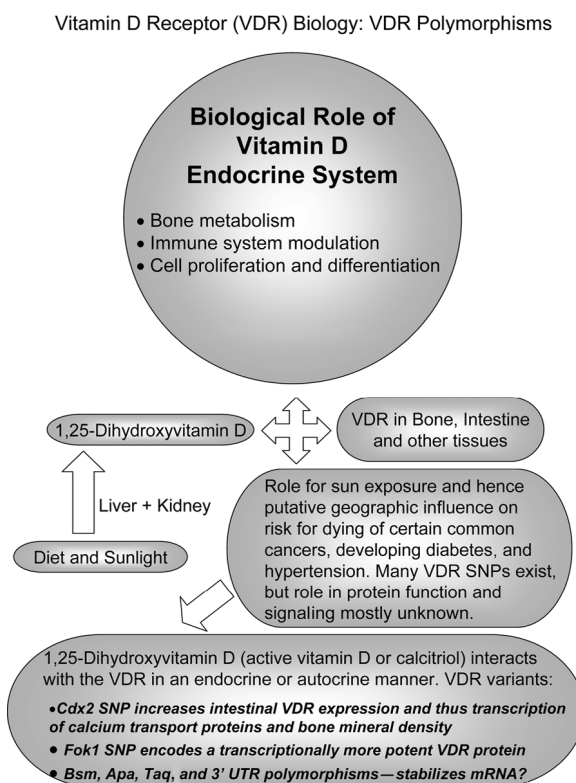 Vitamin D Receptor (VDR) Biology: VDR Polymorphisms
Biological Role of
Vitamin D
Endocrine System
• Bone metabolism
• Immune system modulation
• Cell proliferation and differentiation
1,25-Dihydroxyvitamin D
VDR in Bone, Intestine
and other tissues
Liver + Kidney
Diet and Sunlight
Role for sun exposure and hence
putative geographic influence on
risk for dying of certain common
cancers, developing diabetes, and
hypertension. Many VDR SNPs exist,
but role in protein function and
signaling mostly unknown.
1,25-Dihydroxyvitamin D (active vitamin D or calcitriol) interacts
with the VDR in an endocrine or autocrine manner. VDR variants:
•Cdx2 SNP increases intestinal VDR expression and thus transcription
of calcium transport proteins and bone mineral density
• Fok1 SNP encodes a transcriptionally more potent VDR protein
• Bsm, Apa, Taq, and 3’ UTR polymorphisms—stabilizes mRNA?